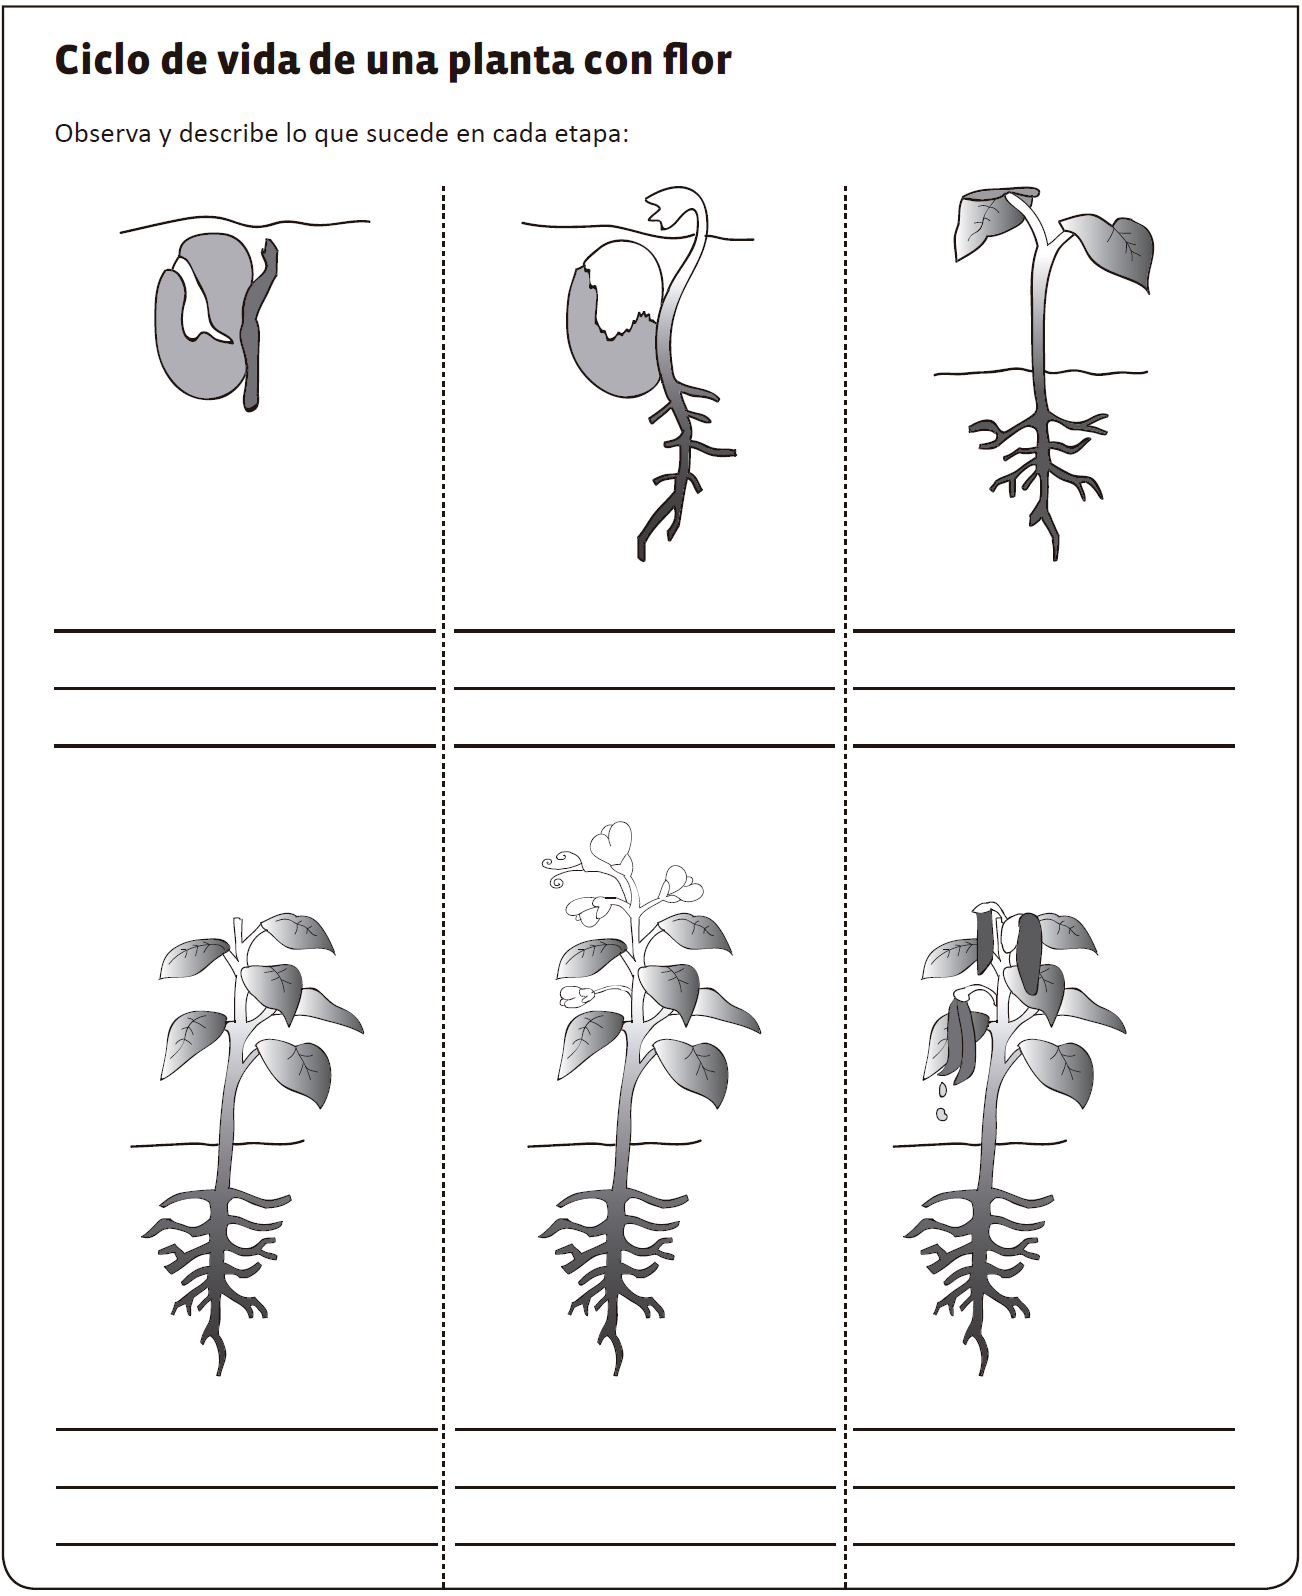 Ciclo de vida de una planta con flor
Observa y describe lo que sucede en cada etapa: